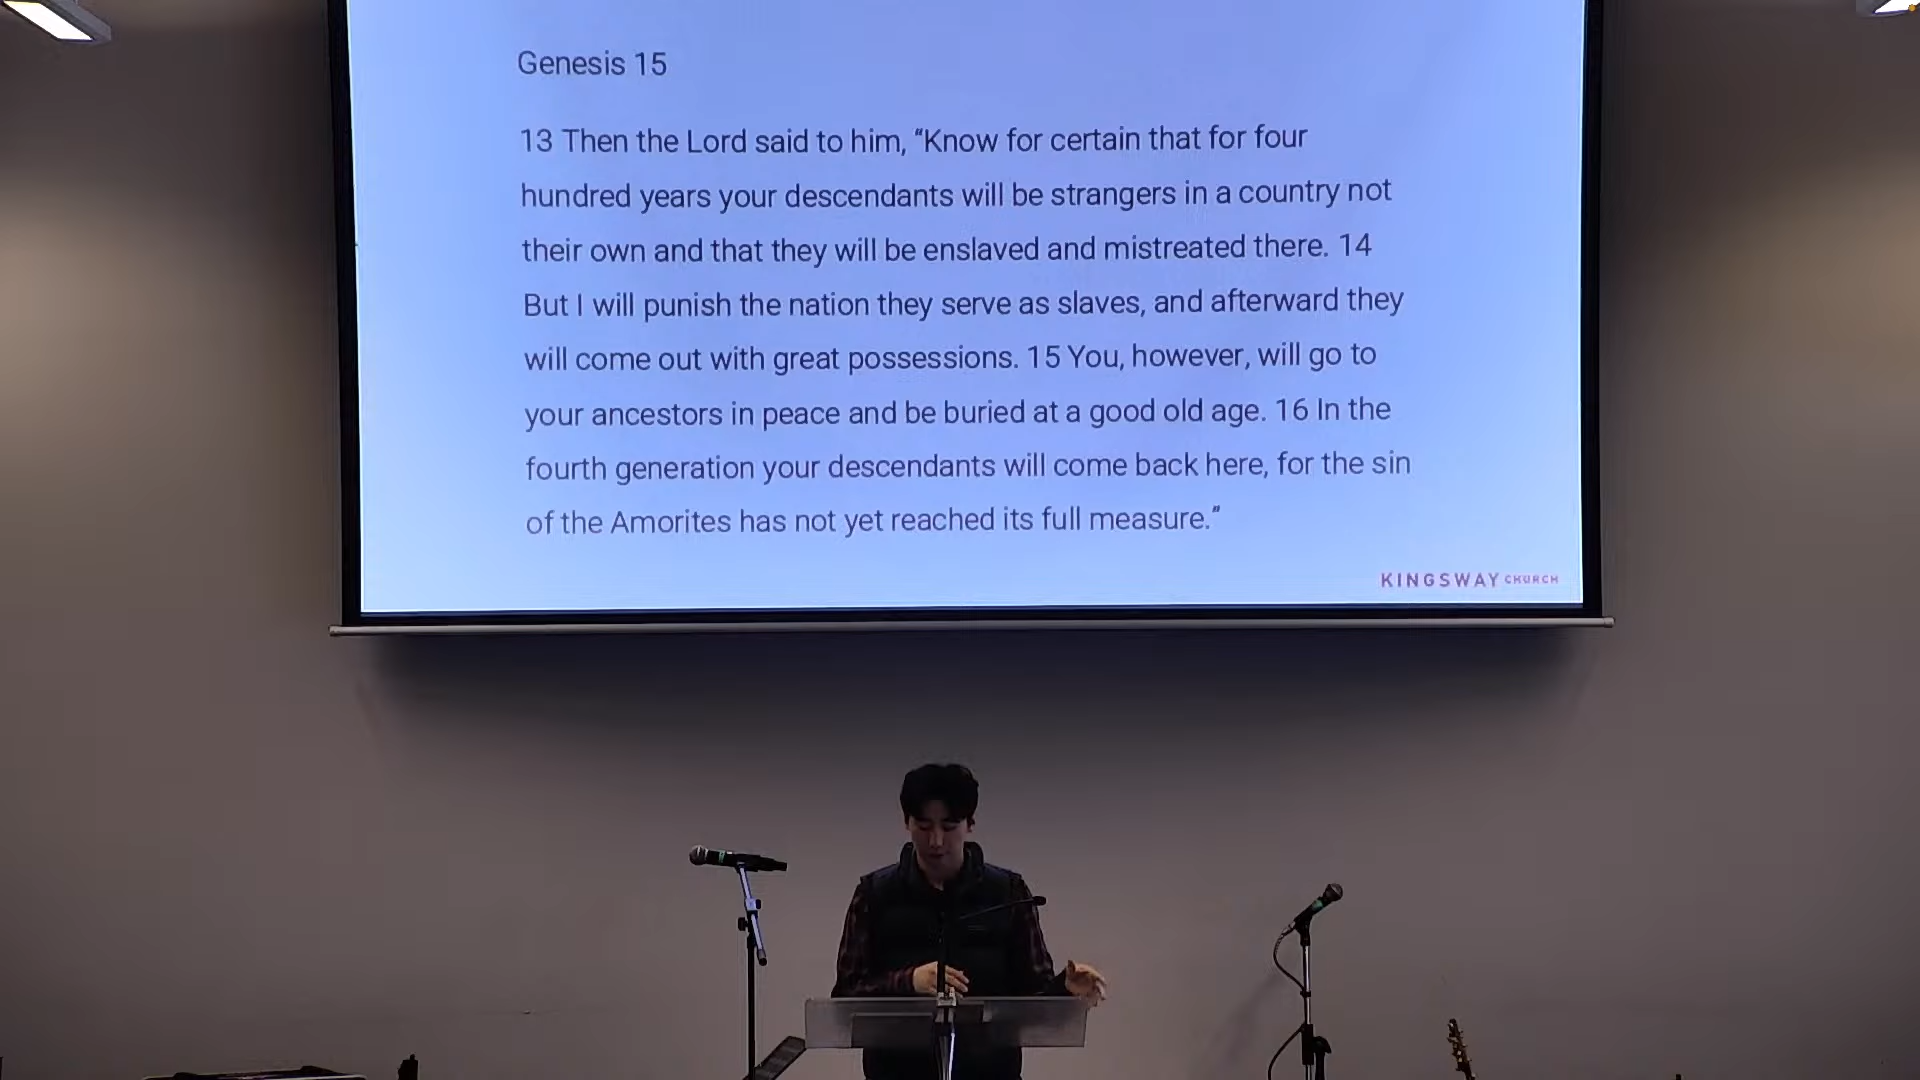 Genesis 15
13 Then the Lord said to him, “Know for certain that for four
hundred years your descendants will be strangers in a country not
their own and that they will be enslaved and mistreated there. 14
But I will punish the nation they serve as slaves, and afterward they
will come out with great possessions. 15 You, however, will go to
your ancestors in peace and be buried at a good old age. 16 In the
fourth generation your descendants will come back here, for the sin
of the Amorites has not yet reached its full measure.”
KINGSWAY CHURCH